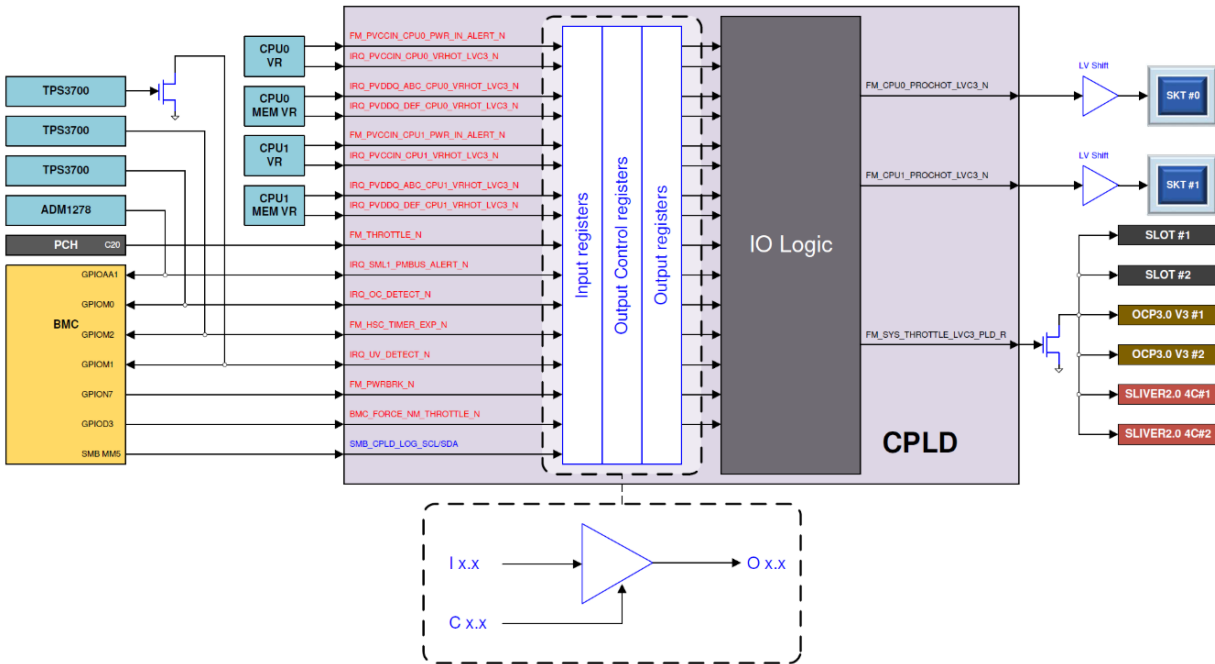 TPS3700
TPS3700
TPS3700
ADM1278
PCH C20
BMC
GPIOAA1
GPIOM0
GPIOM2
GPIOM1
GPION7
GPIOD3
SMB MM5
CPU0
VR
CPU0
MEM VR
CPU1
VR
CPU1
MEM VR
FM_PVCCIN_CPU0_PWR_IN_ALERT_N
IRQ_PVCCIN_CPU0_VRHOT_LVC3_N
IRQ_PVDDQ_ABC_CPU0_VRHOT_LVC3_N
IRQ_PVDDQ_DEF_CPU0_VRHOT_LVC3_N
FM_PVCCIN_CPU1_PWR_IN_ALERT_N
IRQ_PVCCIN_CPU1_VRHOT_LVC3_N
IRQ_PVDDQ_ABC_CPU1_VRHOT_LVC3_N
IRQ_PVDDQ_DEF_CPU1_VRHOT_LVC3_N
FM_THROTTLE_N
IRQ_SML1_PMBUS_ALERT_N
IRQ_OC_DETECT_N
FM_HSC_TIMER_EXP_N
IRQ_UV_DETECT_N
FM_PWRBRK_N
BMC_FORCE_NM_THROTTLE_N
SMB_CPLD_LOG_SCL/SDA
Input registers
Output Control registers
Output registers
IO Logic
FM_CPU0_PROCHOT_LVC3_N
FM_CPU1_PROCHOT_LVC3_N
FM_SYS_THROTTLE_LVC3_PLD_R
CPLD
LV Shift
SKT #0
LV Shift
SKT #1
SLOT #1
SLOT #2
OCP3.0 V3 #1
OCP3.0 V3 #2
SLIVER2.0 4C#1
SLIVER2.0 4C#2
I x.x
O x.x
C x.x